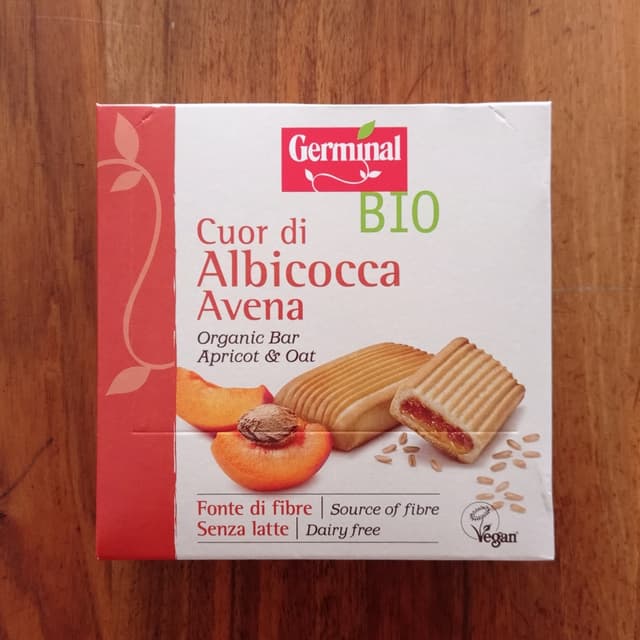 Germinal
BIO
Cuor di
Albicocca
Avena
Organic Bar
Apricot & Oat
Fonte di fibre | Source of fibre
Senza latte | Dairy free
Vegan